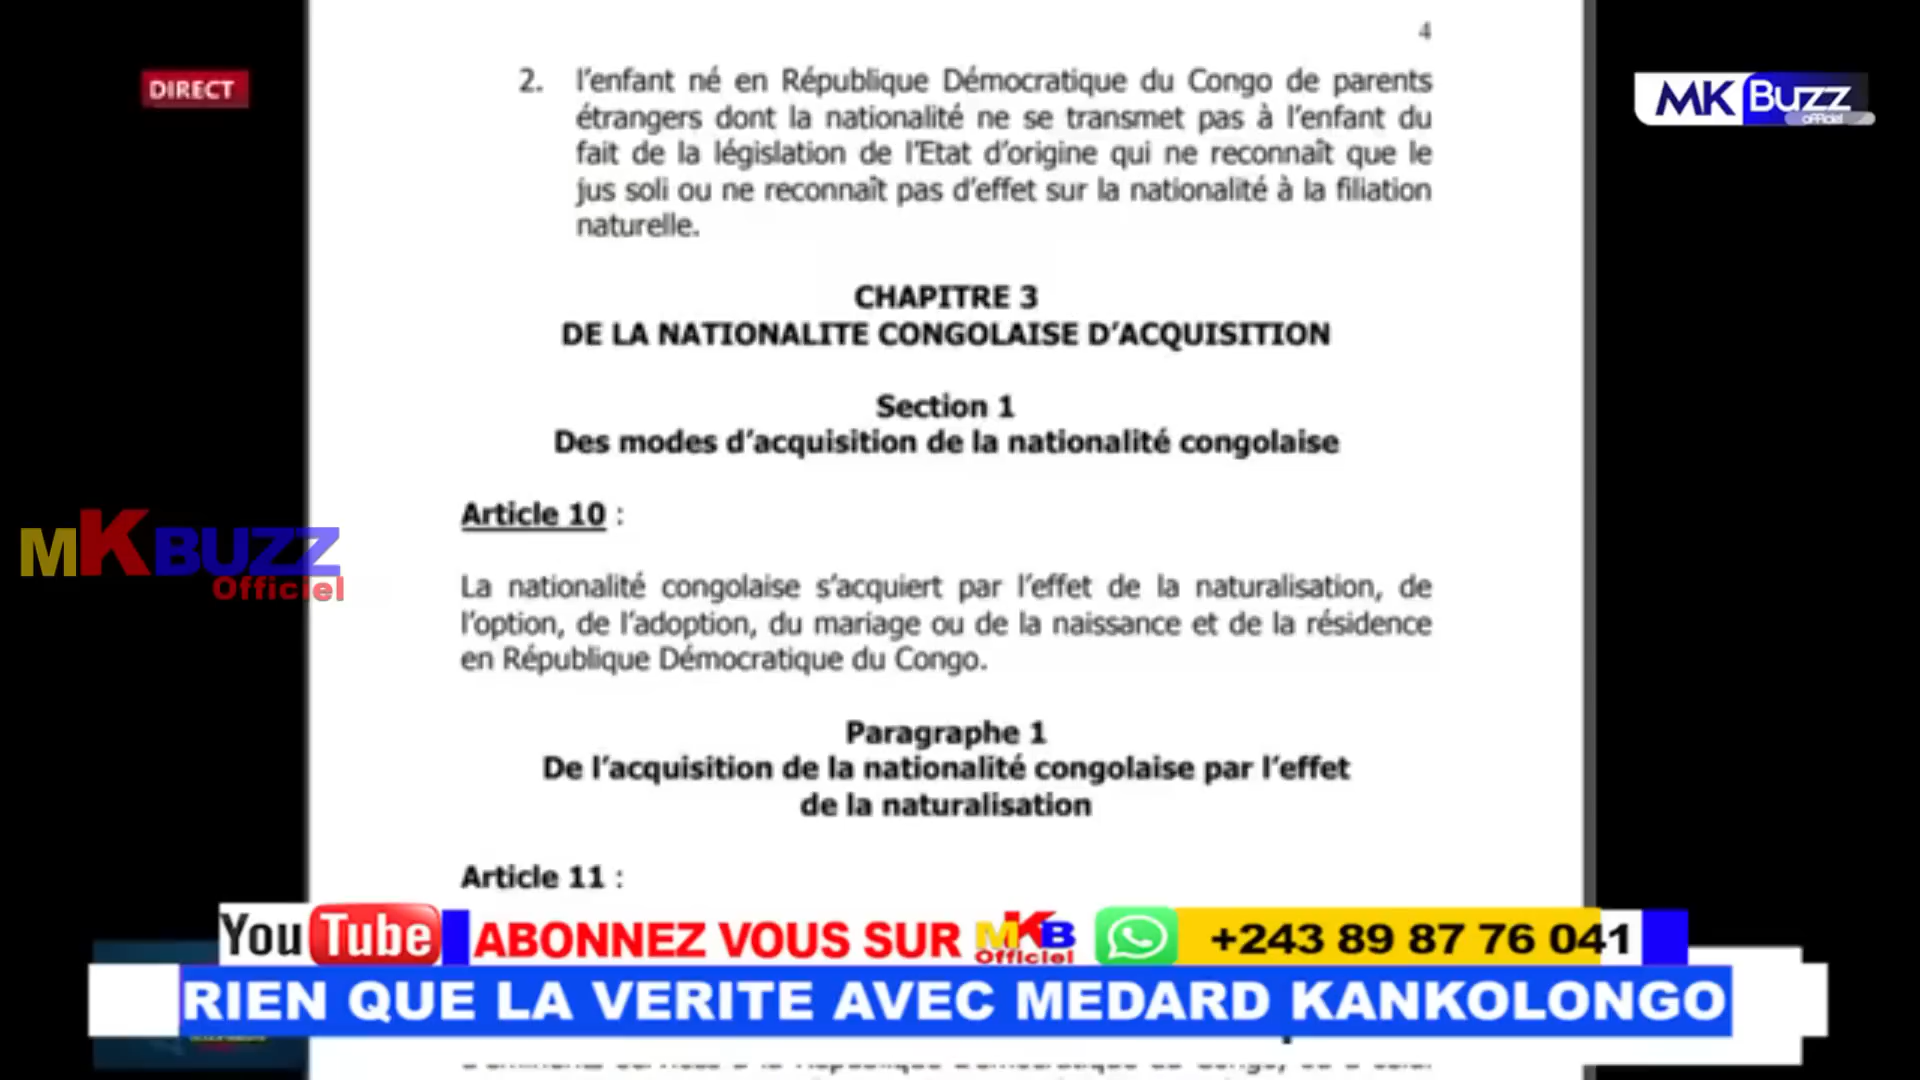 4
DIRECT
MK Buzz
officiel
2. l'enfant né en République Démocratique du Congo de parents
étrangers dont la nationalité ne se transmet pas à l'enfant du
fait de la législation de l'Etat d'origine qui ne reconnaît que le
jus soli ou ne reconnaît pas d'effet sur la nationalité à la filiation
naturelle.
CHAPITRE 3
DE LA NATIONALITE CONGOLAISE D'ACQUISITION
Section 1
Des modes d'acquisition de la nationalité congolaise
Article 10 :
MKBUZZ
Officiel
La nationalité congolaise s'acquiert par l'effet de la naturalisation, de
l'option, de l'adoption, du mariage ou de la naissance et de la résidence
en République Démocratique du Congo.
Paragraphe 1
De l'acquisition de la nationalité congolaise par l'effet
de la naturalisation
Article 11 :
YouTube ABONNEZ VOUS SUR MKB Officiel +243 89 87 76 041
RIEN QUE LA VERITE AVEC MEDARD KANKOLONGO